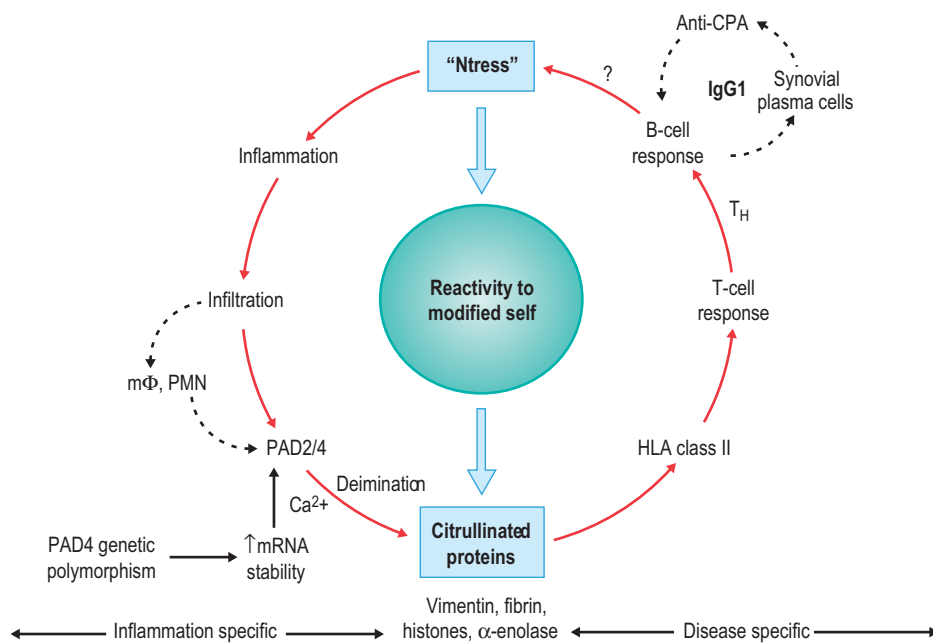 Anti-CPA
"Ntress"
?
IgG1
Synovial
plasma cells
B-cell
response
Inflammation
T_H
Infiltration
Reactivity to
modified self
T-cell
response
mΦ, PMN
PAD2/4
HLA class II
Deimination
Ca²⁺
Citrullinated
proteins
PAD4 genetic
polymorphism
↑mRNA
stability
Vimentin, fibrin,
histones, α-enolase
Inflammation specific
Disease specific